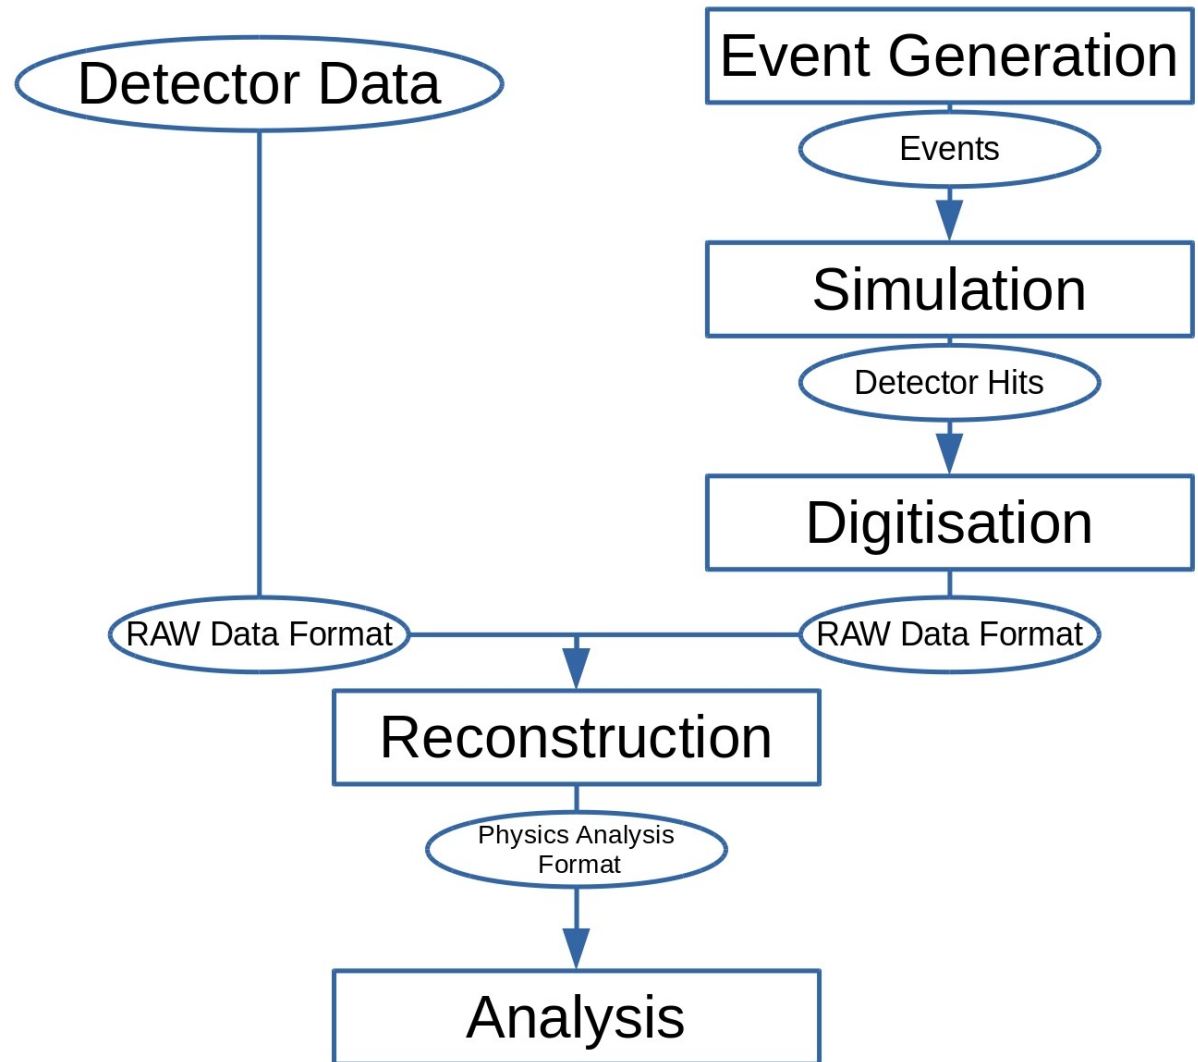 Detector Data
Event Generation
Events
Simulation
Detector Hits
Digitisation
RAW Data Format
RAW Data Format
Reconstruction
Physics Analysis
Format
Analysis